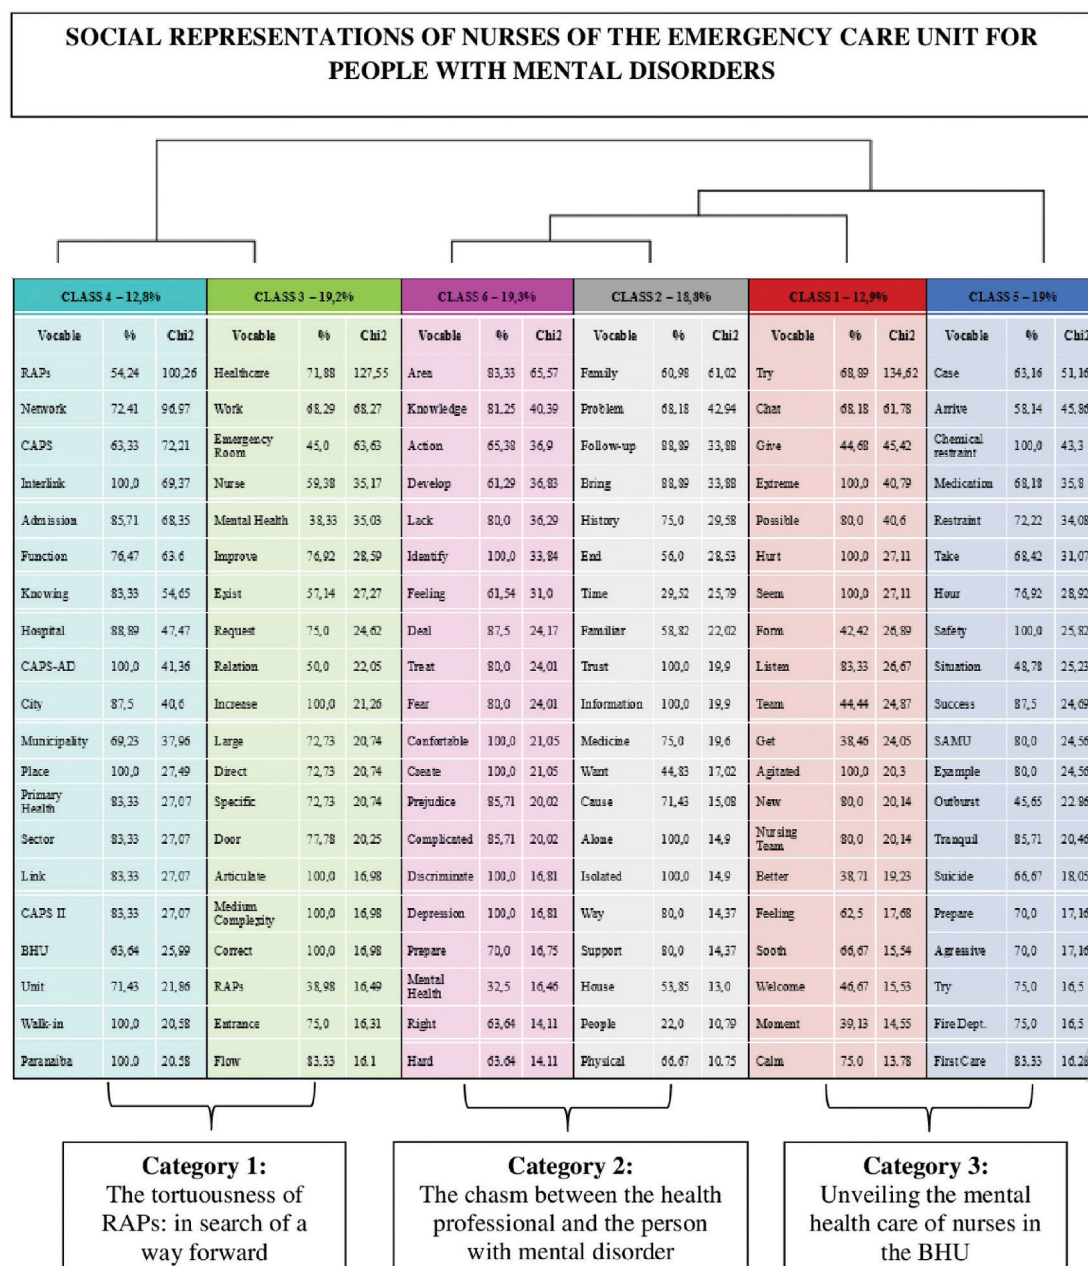 SOCIAL REPRESENTATIONS OF NURSES OF THE EMERGENCY CARE UNIT FOR
PEOPLE WITH MENTAL DISORDERS
CLASS 4 – 12,8% CLASS 3 – 19,2% CLASS 6 – 19,3% CLASS 2 – 18,8% CLASS 1 – 12,9% CLASS 5 – 19%
Vocable % Chi2 Vocable % Chi2 Vocable % Chi2 Vocable % Chi2 Vocable % Chi2 Vocable % Chi2
RAPs 54,24 100,26 Healthcare 71,88 127,55 Area 83,33 65,57 Family 60,98 61,02 Try 68,89 134,62 Case 63,16 51,16
Network 72,41 96,97 Work 68,29 68,27 Knowledge 81,25 40,39 Problem 68,18 42,94 Chat 68,18 61,78 Arrive 58,14 45,86
CAPS 63,33 72,21 Emergency Room 45,0 63,63 Action 65,38 36,9 Follow-up 88,89 33,88 Give 44,68 45,42 Chemical restraint 100,0 43,3
Interlink 100,0 69,37 Nurse 59,38 35,17 Develop 61,29 36,83 Bring 88,89 33,88 Extreme 100,0 40,79 Medication 68,18 35,8
Admission 85,71 68,35 Mental Health 38,33 35,03 Lack 80,0 36,29 History 75,0 29,58 Possible 80,0 40,6 Restraint 72,22 34,08
Function 76,47 63,6 Improve 76,92 28,59 Identify 100,0 33,84 End 56,0 28,53 Hurt 100,0 27,11 Take 68,42 31,07
Knowing 83,33 54,65 Exist 57,14 27,27 Feeling 61,54 31,0 Time 29,52 25,79 Seem 100,0 27,11 Hour 76,92 28,92
Hospital 88,89 47,47 Request 75,0 24,62 Deal 87,5 24,17 Familiar 58,82 22,02 Form 42,42 26,89 Safety 100,0 25,82
CAPS-AD 100,0 41,36 Relation 50,0 22,05 Treat 80,0 24,01 Trust 100,0 19,9 Listen 83,33 26,67 Situation 48,78 25,23
City 87,5 40,6 Increase 100,0 21,26 Fear 80,0 24,01 Information 100,0 19,9 Team 44,44 24,87 Success 87,5 24,69
Municipality 69,23 37,96 Large 72,73 20,74 Confortable 100,0 21,05 Medicine 75,0 19,6 Get 38,46 24,05 SAMU 80,0 24,56
Place 100,0 27,49 Direct 72,73 20,74 Create 100,0 21,05 Want 44,83 17,02 Agitated 100,0 20,3 Example 80,0 24,56
Primary Health 83,33 27,07 Specific 72,73 20,74 Prejudice 85,71 20,02 Cause 71,43 15,08 New 80,0 20,14 Outburst 45,65 22,86
Sector 83,33 27,07 Door 77,78 20,25 Complicated 85,71 20,02 Alone 100,0 14,9 Nursing Team 80,0 20,14 Tranquil 85,71 20,46
Link 83,33 27,07 Articulate 100,0 16,98 Discriminate 100,0 16,81 Isolated 100,0 14,9 Better 38,71 19,23 Suicide 66,67 18,05
CAPS II 83,33 27,07 Medium Complexity 100,0 16,98 Depression 100,0 16,81 Way 80,0 14,37 Feeling 62,5 17,68 Prepare 70,0 17,16
BHU 63,64 25,99 Correct 100,0 16,98 Prepare 70,0 16,75 Support 80,0 14,37 Sooth 66,67 15,54 Agressive 70,0 17,16
Unit 71,43 21,86 RAPs 38,98 16,49 Mental Health 32,5 16,46 House 53,85 13,0 Welcome 46,67 15,53 Try 75,0 16,5
Walk-in 100,0 20,58 Entrance 75,0 16,31 Right 63,64 14,11 People 22,0 10,79 Moment 39,13 14,55 Fire Dept. 75,0 16,5
Paranaiba 100,0 20,58 Flow 83,33 16,1 Hard 63,64 14,11 Physical 66,67 10,75 Calm 75,0 13,78 First Care 83,33 16,28
Category 1:
The tortuousness of
RAPs: in search of a
way forward
Category 2:
The chasm between the health
professional and the person
with mental disorder
Category 3:
Unveiling the mental
health care of nurses in
the BHU